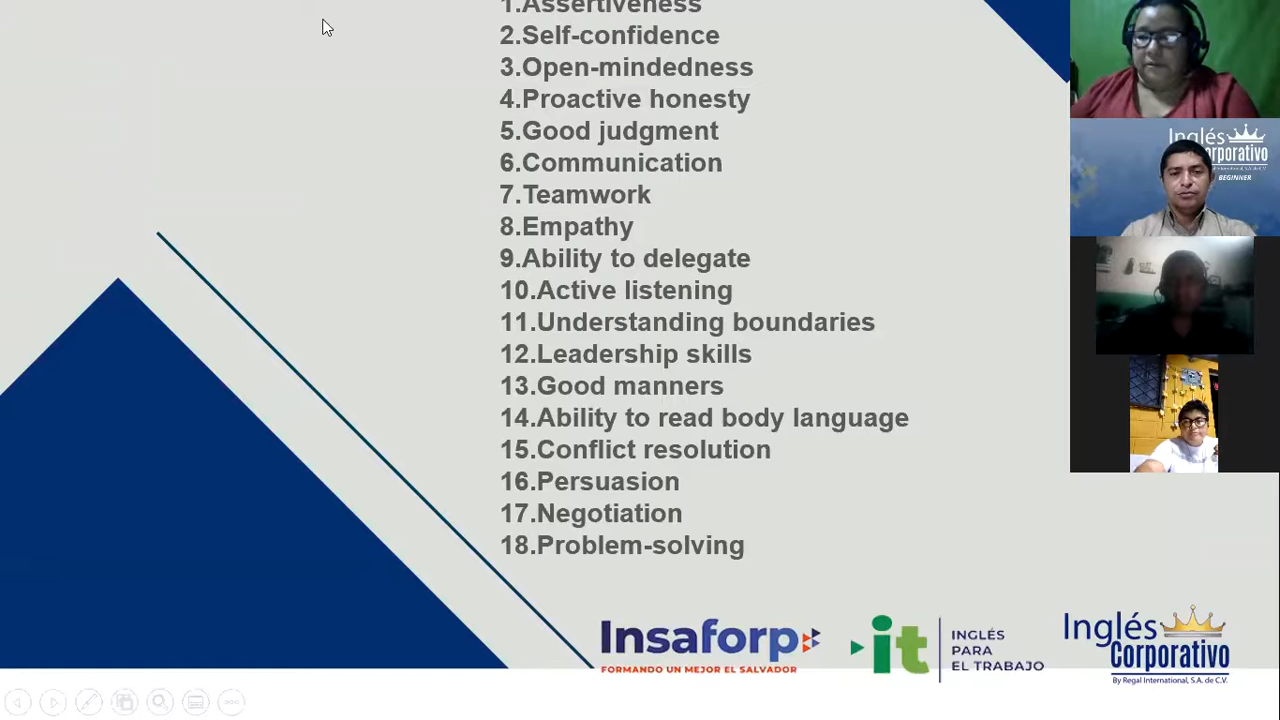 1.Assertiveness
2.Self-confidence
3.Open-mindedness
4.Proactive honesty
5.Good judgment
6.Communication
7.Teamwork
8.Empathy
9.Ability to delegate
10.Active listening
11.Understanding boundaries
12.Leadership skills
13.Good manners
14.Ability to read body language
15.Conflict resolution
16.Persuasion
17.Negotiation
18.Problem-solving
Insaforp
FORMANDO UN MEJOR EL SALVADOR
it
INGLÉS
PARA
EL TRABAJO
Inglés
Corporativo
By Regal International, S.A. de C.V.
Inglés
Corporativo
BEGINNER